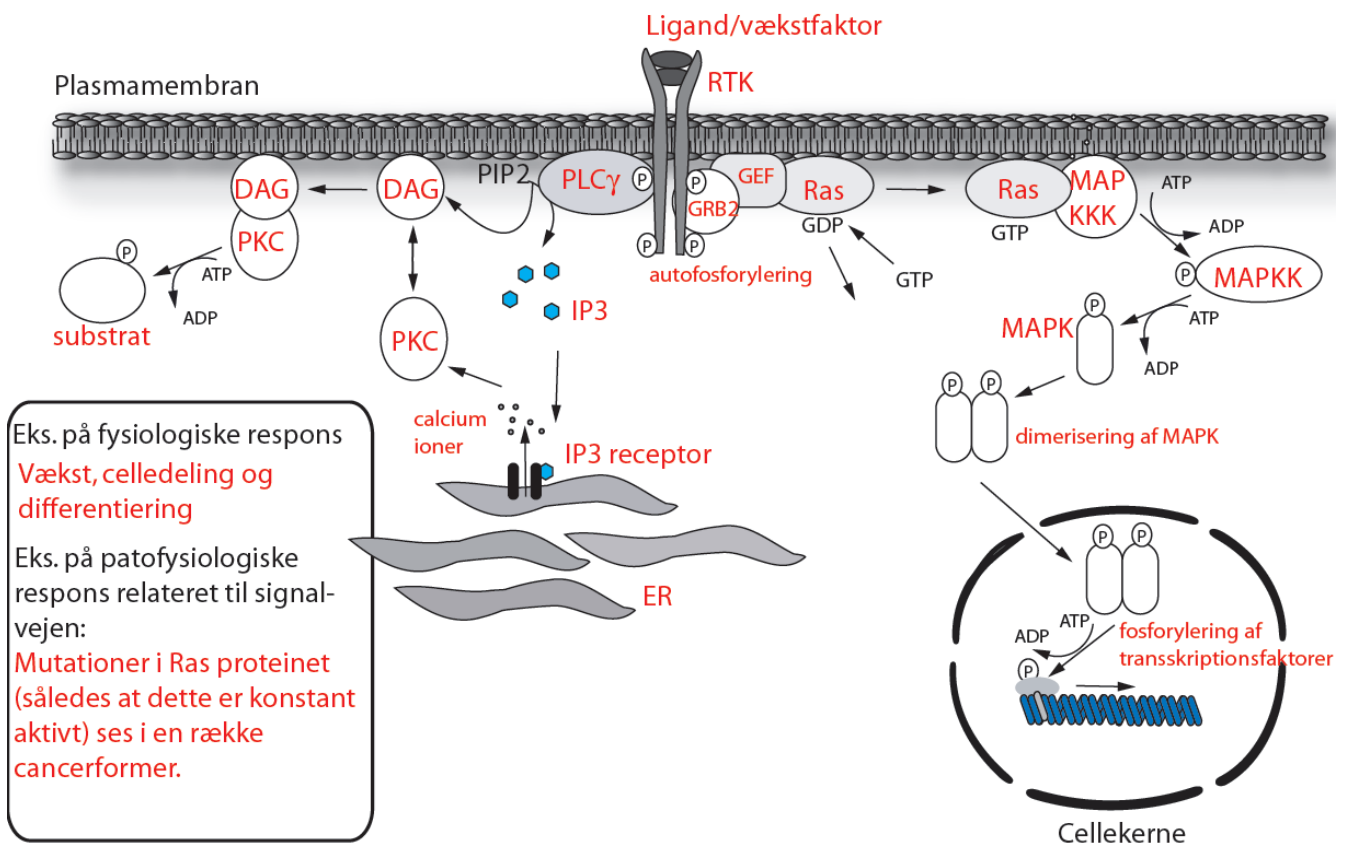 Ligand/vækstfaktor
Plasmamembran
RTK
DAG
DAG
PIP2
PLCγ
P
P
GRB2
GEF
Ras
GDP
Ras
GTP
MAP
KKK
ATP
ADP
PKC
P
P
P
autofosforylering
GTP
P
MAPKK
ATP
ADP
substrat
IP3
PKC
MAPK
P
ATP
ADP
P
P
dimerisering af MAPK
calcium
ioner
IP3 receptor
ER
Eks. på fysiologiske respons
Vækst, celledeling og
differentiering
Eks. på patofysiologiske
respons relateret til signal-
vejen:
Mutationer i Ras proteinet
(således at dette er konstant
aktivt) ses i en række
cancerformer.
P
P
ATP
ADP
fosforylering af
transskriptionsfaktorer
P
Cellekerne